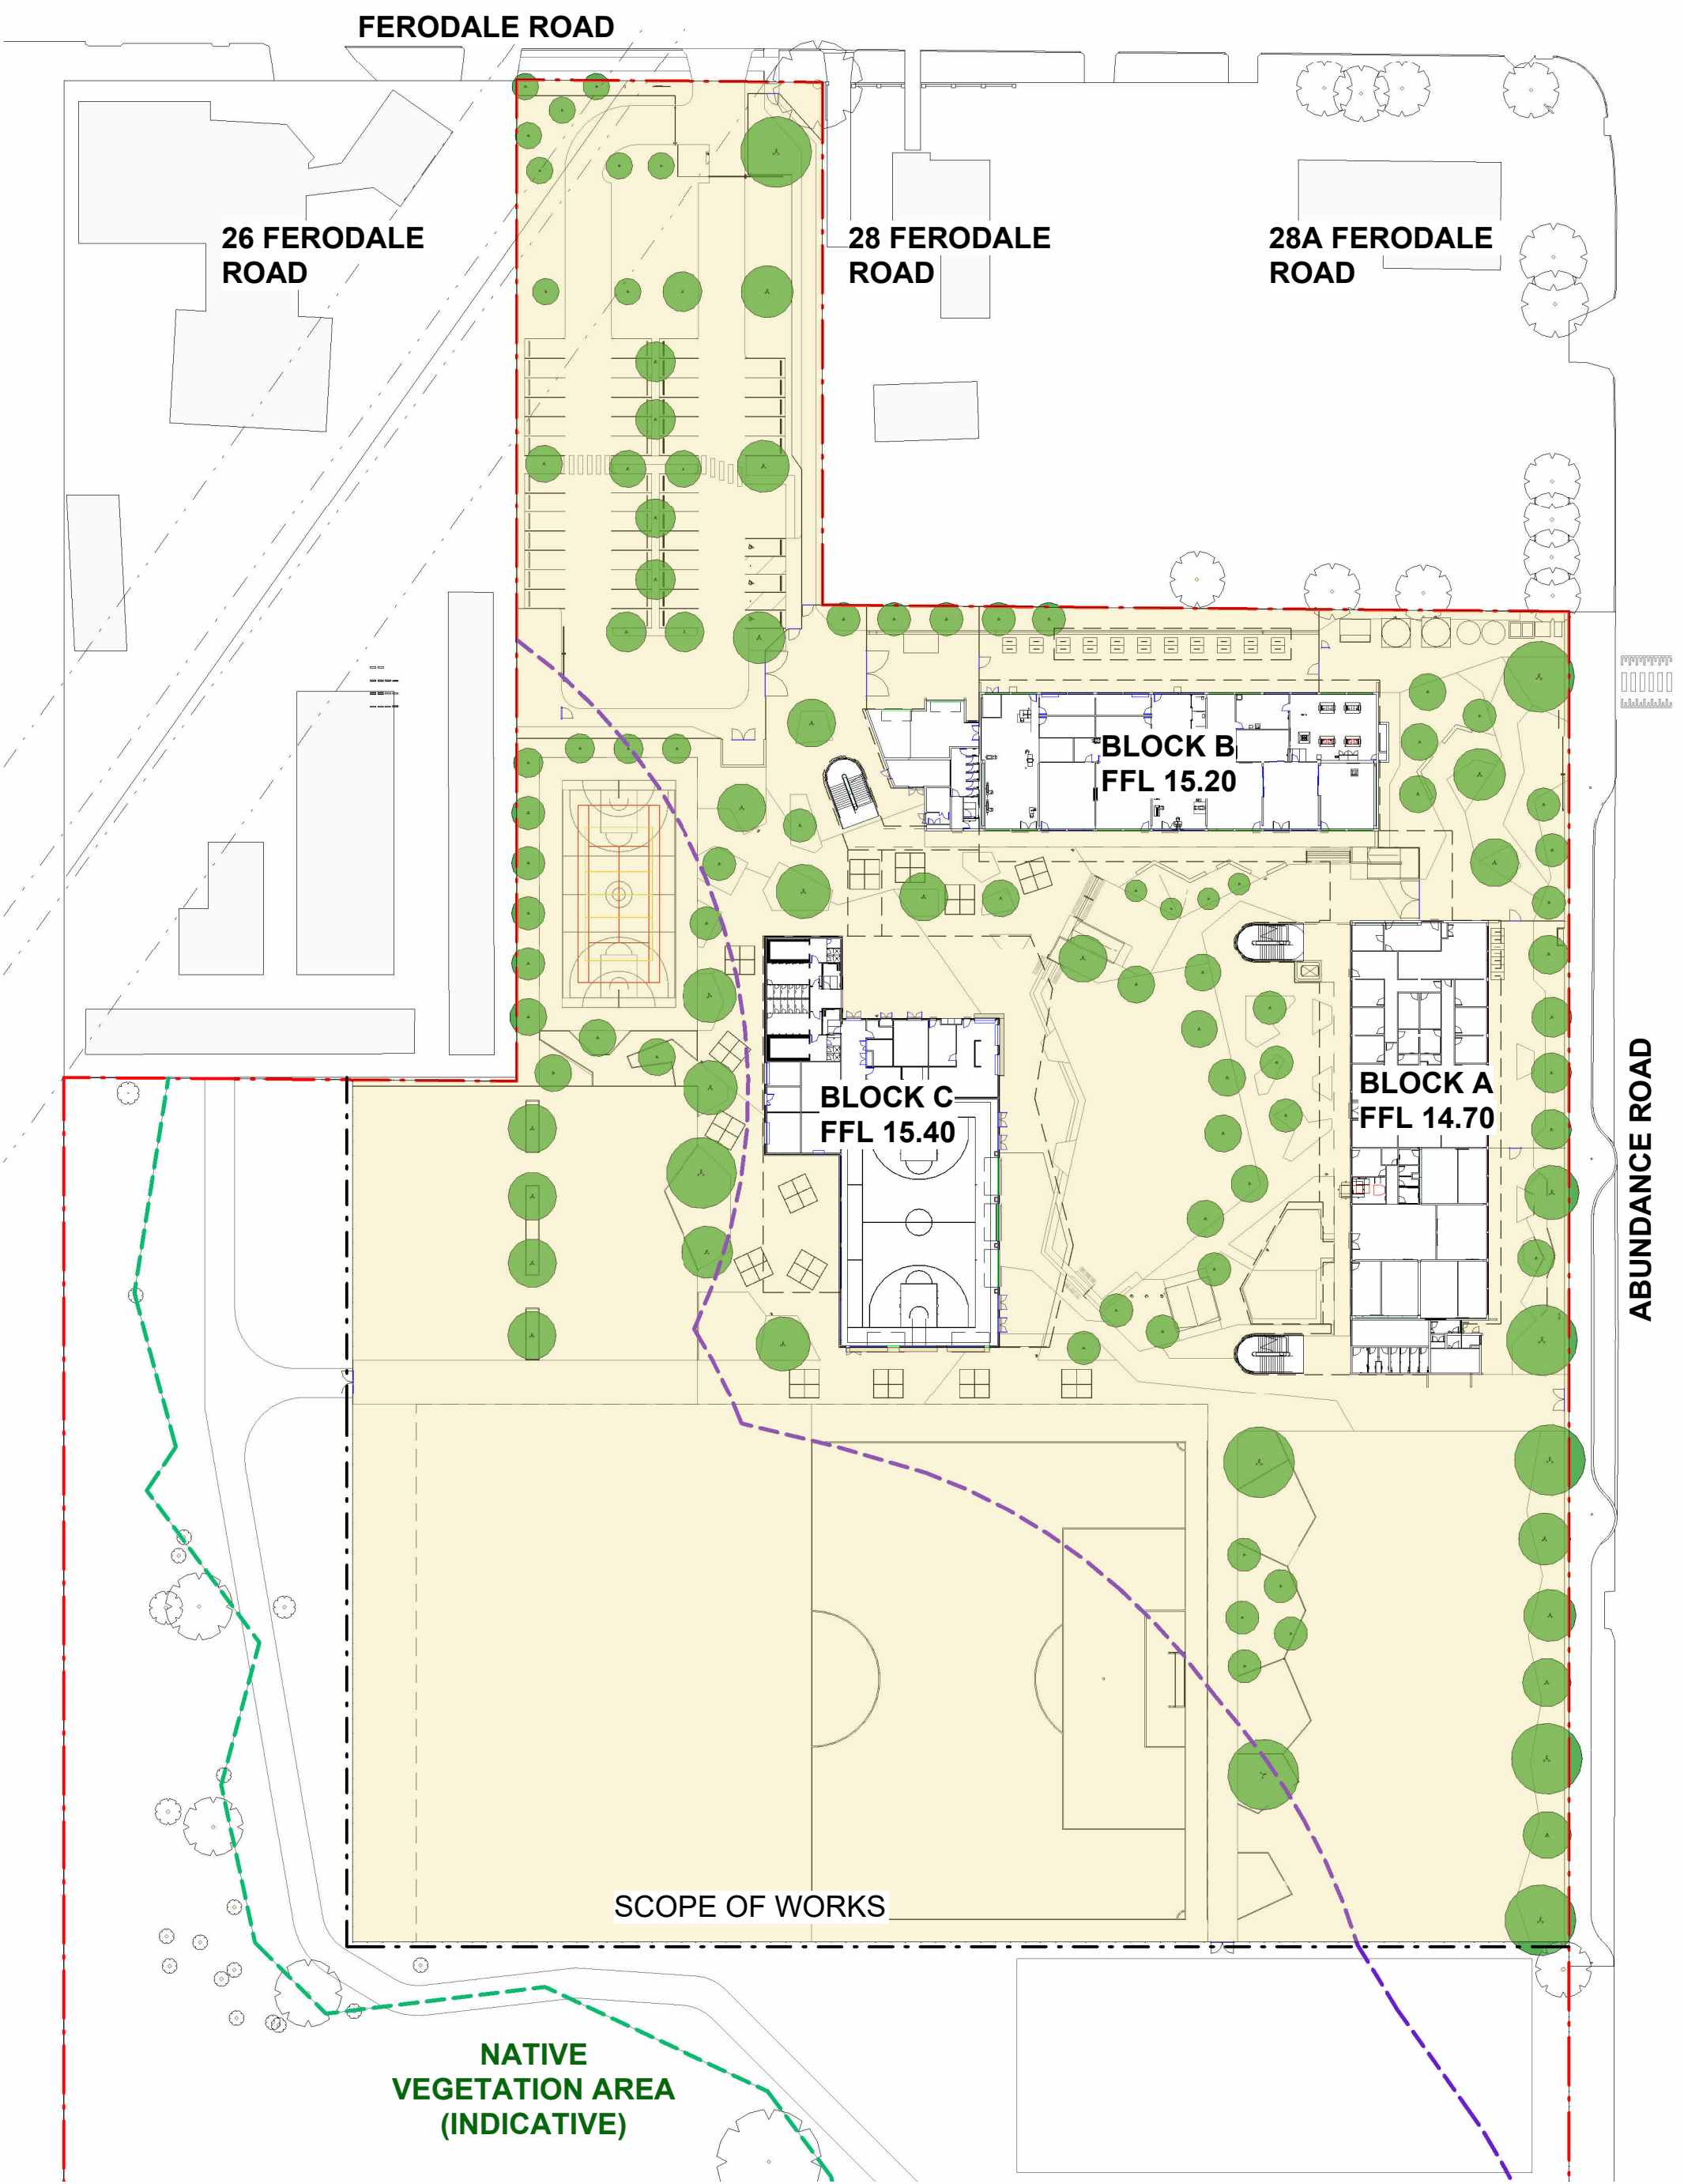 FERODALE ROAD
26 FERODALE
ROAD
28 FERODALE
ROAD
28A FERODALE
ROAD
BLOCK B
FFL 15.20
BLOCK C
FFL 15.40
BLOCK A
FFL 14.70
ABUNDANCE ROAD
SCOPE OF WORKS
NATIVE
VEGETATION AREA
(INDICATIVE)